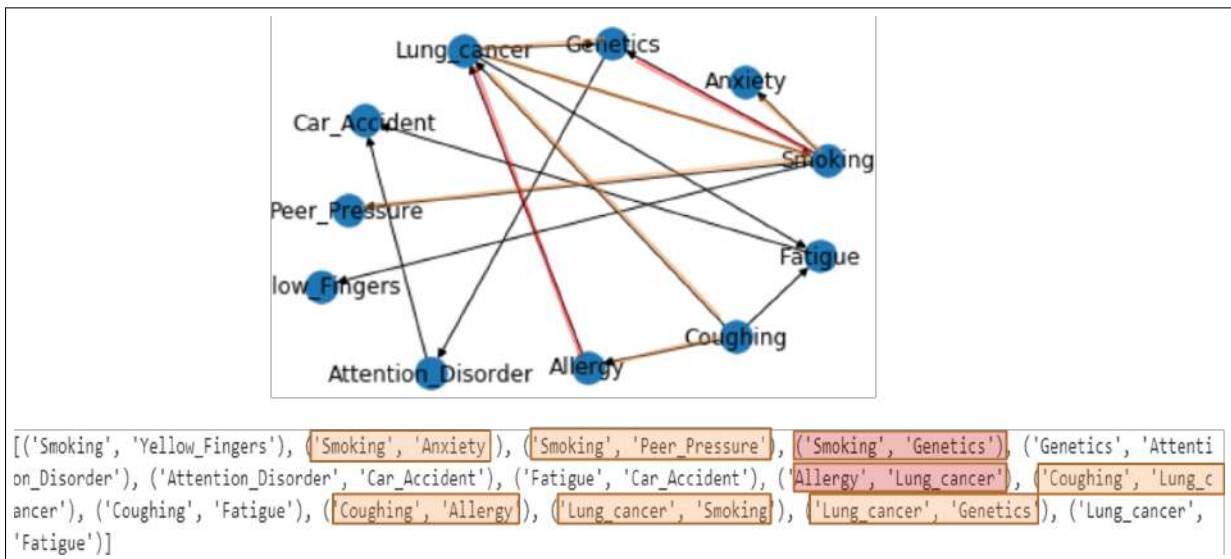 Lung_cancer
Genetics
Anxiety
Car_Accident
Smoking
Peer_Pressure
Fatigue
low_Fingers
Coughing
Attention_Disorder
Allergy
[('Smoking', 'Yellow_Fingers'), ('Smoking', 'Anxiety'), ('Smoking', 'Peer_Pressure'), ('Smoking', 'Genetics'), ('Genetics', 'Attenti
on_Disorder'), ('Attention_Disorder', 'Car_Accident'), ('Fatigue', 'Car_Accident'), ('Allergy', 'Lung_cancer'), ('Coughing', 'Lung_c
ancer'), ('Coughing', 'Fatigue'), ('Coughing', 'Allergy'), ('Lung_cancer', 'Smoking'), ('Lung_cancer', 'Genetics'), ('Lung_cancer',
'Fatigue')]